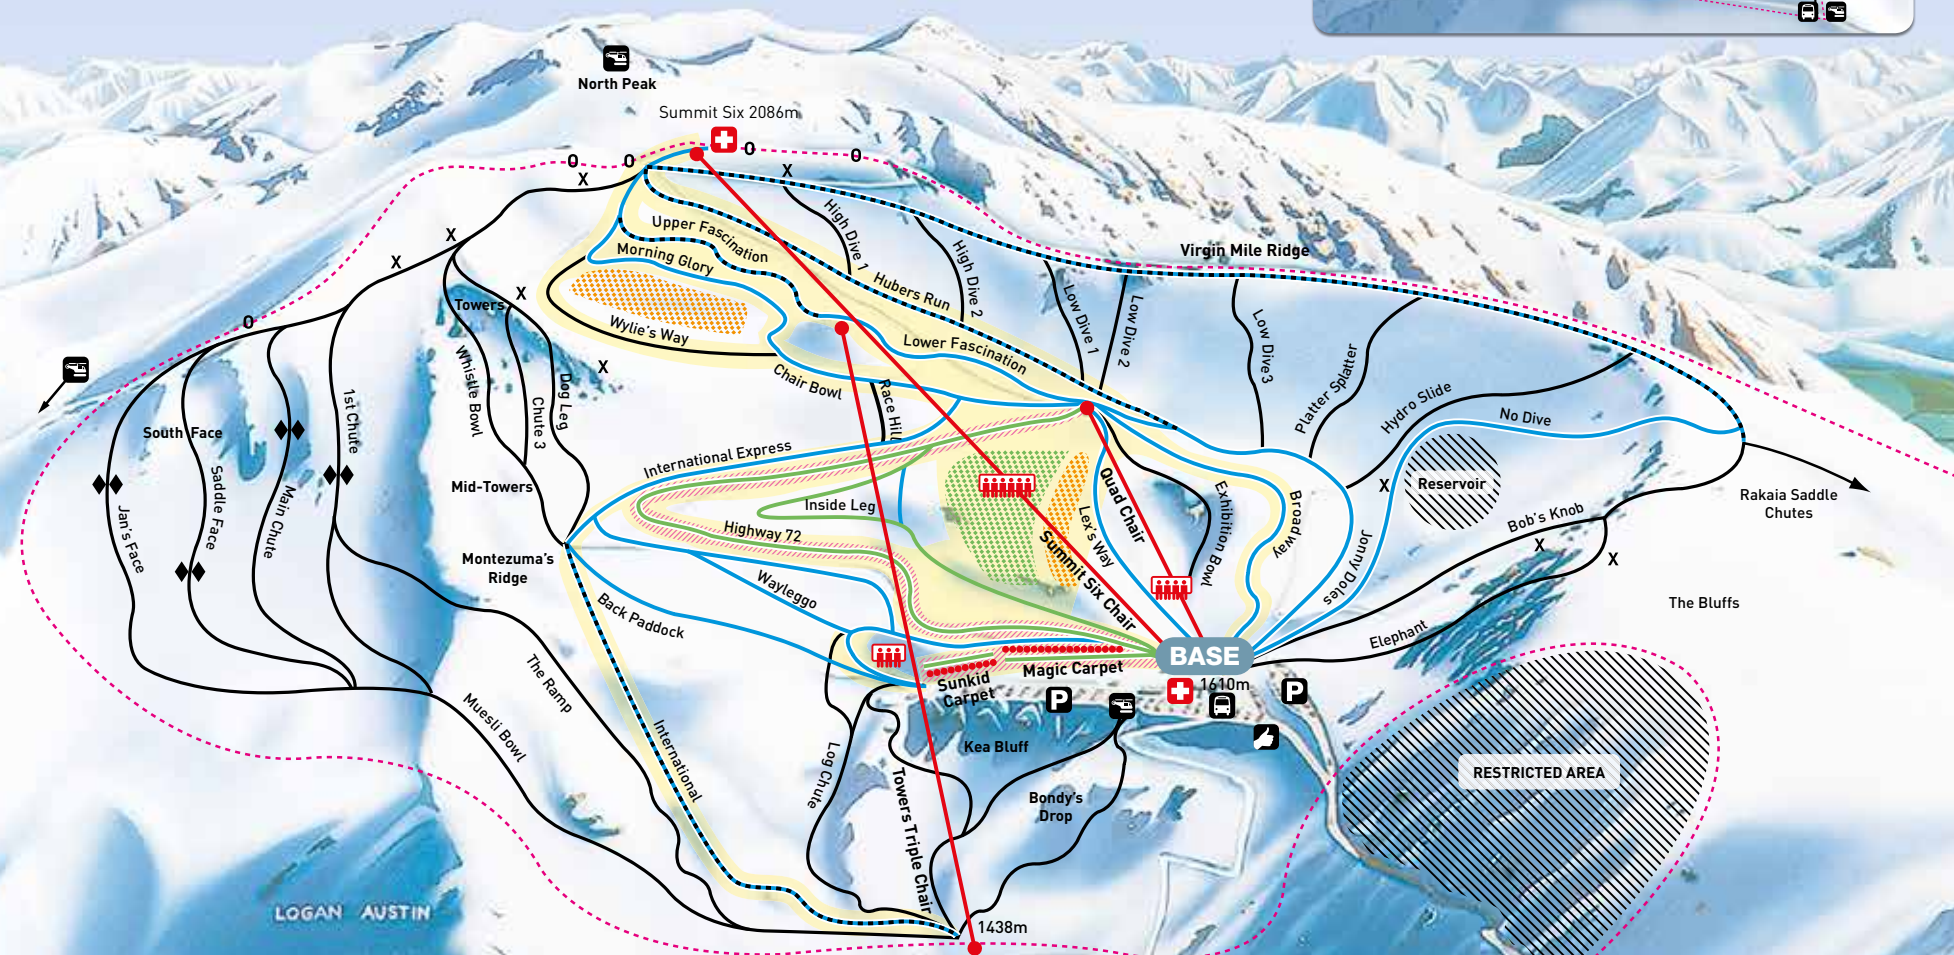 North Peak
Summit Six 2086m
O
O
O
O
X
X
High Dive 1
High Dive 2
Upper Fascination
Morning Glory
Hubers Run
Virgin Mile Ridge
X
X
X
O
Towers
Low Dive 1
Low Dive 2
Low Dive3
Wylie's Way
Lower Fascination
Whistle Bowl
Chute 3
Dog Leg
X
Chair Bowl
Race Hill
Platter Splatter
Hydro Slide
No Dive
1st Chute
South Face
Saddle Face
Main Chute
Jan's Face
International Express
Mid-Towers
Inside Leg
Highway 72
Lex's Way
Quad Chair
Summit Six Chair
Exhibition Bowl
Broadway
Jonny Doles
X
Reservoir
Rakaia Saddle
Chutes
Bob's Knob
X
X
Montezuma's
Ridge
Wayleggo
Back Paddock
The Bluffs
Elephant
BASE
1610m
Magic Carpet
Sunkid
Carpet
P
P
The Ramp
Muesli Bowl
International
Log Chute
Towers Triple Chair
Kea Bluff
Bondy's
Drop
RESTRICTED AREA
LOGAN AUSTIN
1438m